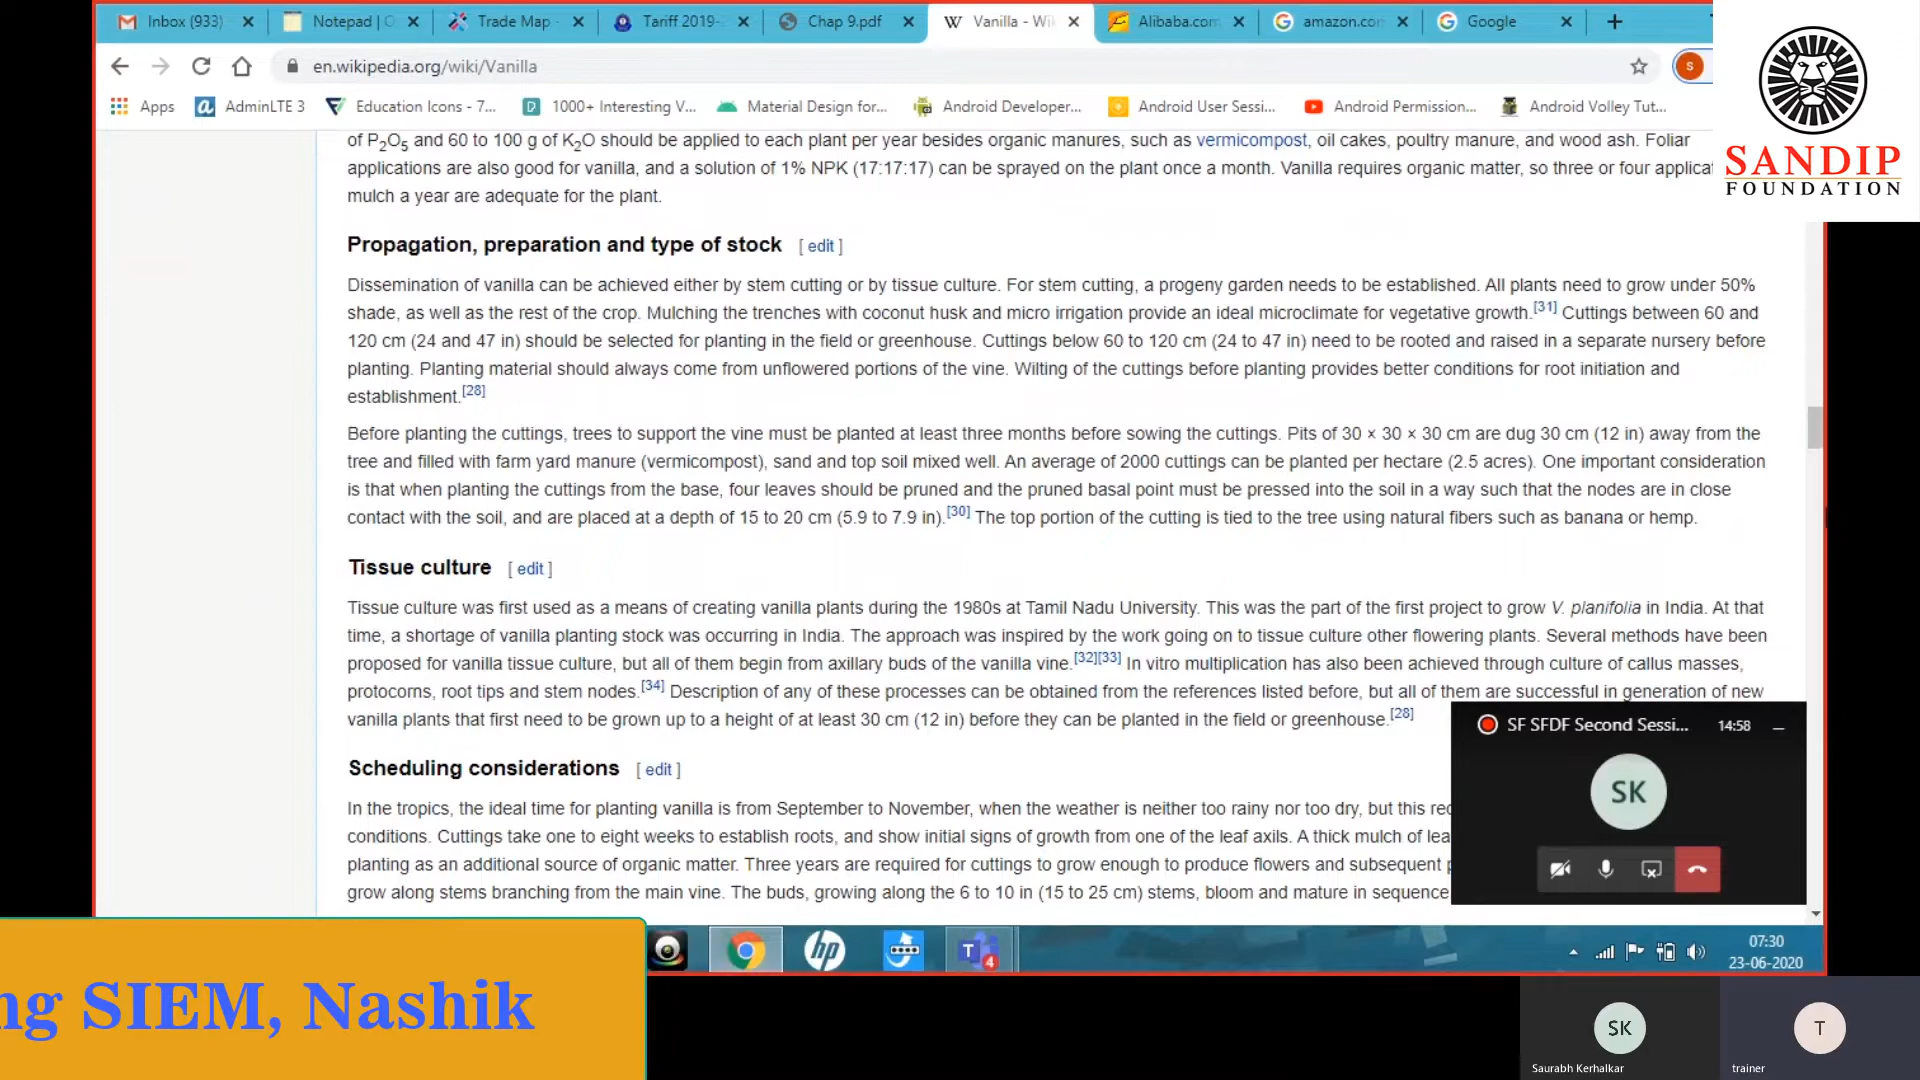 Inbox (933)
Notepad | O
Trade Map -
Tariff 2019-
Chap 9.pdf
Vanilla - Wi
Alibaba.com
amazon.co
Google
en.wikipedia.org/wiki/Vanilla
S
Apps
AdminLTE 3
Education Icons - 7...
1000+ Interesting V...
Material Design for...
Android Developer...
Android User Sessi...
Android Permission...
Android Volley Tut...
SANDIP
FOUNDATION
of P2O5 and 60 to 100 g of K2O should be applied to each plant per year besides organic manures, such as vermicompost, oil cakes, poultry manure, and wood ash. Foliar
applications are also good for vanilla, and a solution of 1% NPK (17:17:17) can be sprayed on the plant once a month. Vanilla requires organic matter, so three or four applicat
mulch a year are adequate for the plant.
Propagation, preparation and type of stock [ edit ]
Dissemination of vanilla can be achieved either by stem cutting or by tissue culture. For stem cutting, a progeny garden needs to be established. All plants need to grow under 50%
shade, as well as the rest of the crop. Mulching the trenches with coconut husk and micro irrigation provide an ideal microclimate for vegetative growth.[31] Cuttings between 60 and
120 cm (24 and 47 in) should be selected for planting in the field or greenhouse. Cuttings below 60 to 120 cm (24 to 47 in) need to be rooted and raised in a separate nursery before
planting. Planting material should always come from unflowered portions of the vine. Wilting of the cuttings before planting provides better conditions for root initiation and
establishment.[28]
Before planting the cuttings, trees to support the vine must be planted at least three months before sowing the cuttings. Pits of 30 × 30 × 30 cm are dug 30 cm (12 in) away from the
tree and filled with farm yard manure (vermicompost), sand and top soil mixed well. An average of 2000 cuttings can be planted per hectare (2.5 acres). One important consideration
is that when planting the cuttings from the base, four leaves should be pruned and the pruned basal point must be pressed into the soil in a way such that the nodes are in close
contact with the soil, and are placed at a depth of 15 to 20 cm (5.9 to 7.9 in).[30] The top portion of the cutting is tied to the tree using natural fibers such as banana or hemp.
Tissue culture [ edit ]
Tissue culture was first used as a means of creating vanilla plants during the 1980s at Tamil Nadu University. This was the part of the first project to grow V. planifolia in India. At that
time, a shortage of vanilla planting stock was occurring in India. The approach was inspired by the work going on to tissue culture other flowering plants. Several methods have been
proposed for vanilla tissue culture, but all of them begin from axillary buds of the vanilla vine.[32][33] In vitro multiplication has also been achieved through culture of callus masses,
protocorns, root tips and stem nodes.[34] Description of any of these processes can be obtained from the references listed before, but all of them are successful in generation of new
vanilla plants that first need to be grown up to a height of at least 30 cm (12 in) before they can be planted in the field or greenhouse.[28]
Scheduling considerations [ edit ]
In the tropics, the ideal time for planting vanilla is from September to November, when the weather is neither too rainy nor too dry, but this rec
conditions. Cuttings take one to eight weeks to establish roots, and show initial signs of growth from one of the leaf axils. A thick mulch of lea
planting as an additional source of organic matter. Three years are required for cuttings to grow enough to produce flowers and subsequent p
grow along stems branching from the main vine. The buds, growing along the 6 to 10 in (15 to 25 cm) stems, bloom and mature in sequence
SF SFDF Second Sessi... 14:58
SK
hp
T 4
07:30
23-06-2020
ng SIEM, Nashik
SK
Saurabh Kerhalkar
T
trainer